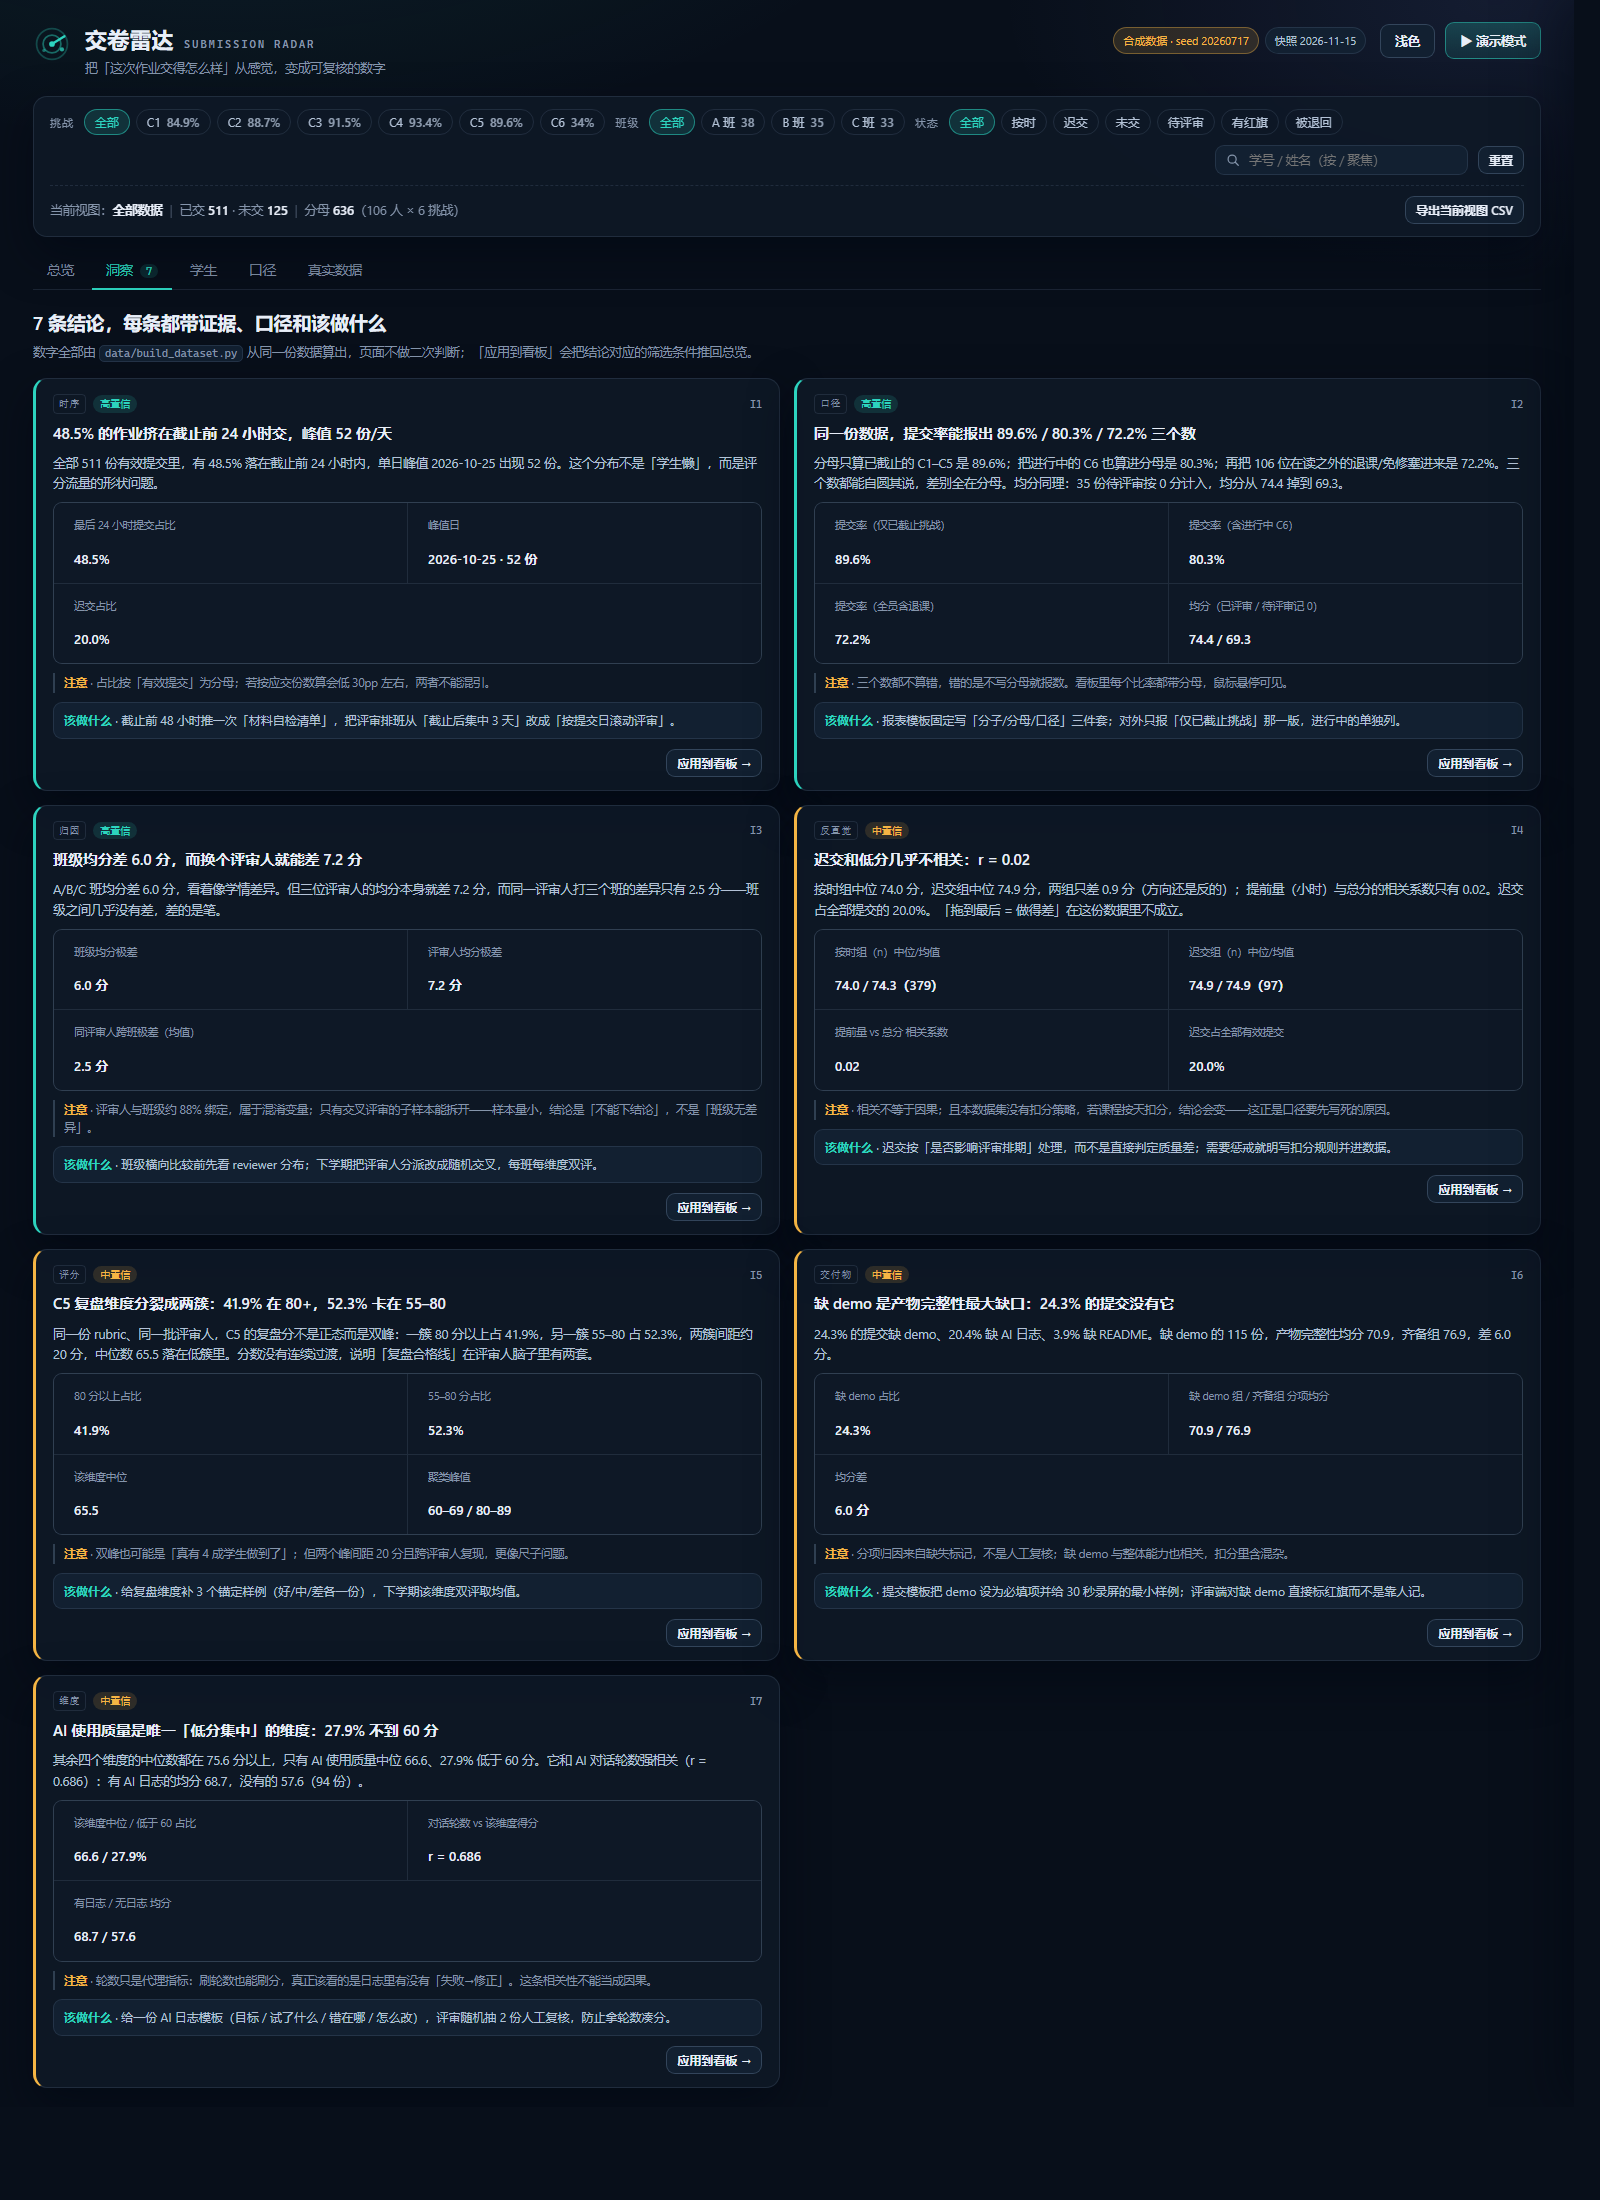 交卷雷达 SUBMISSION RADAR
把「这次作业交得怎么样」从感觉，变成可复核的数字
合成数据 · seed 20260717
快照 2026-11-15
浅色
▶ 演示模式
挑战 全部 C1 84.9% C2 88.7% C3 91.5% C4 93.4% C5 89.6% C6 34% 班级 全部 A 班 38 B 班 35 C 班 33 状态 全部 按时 迟交 未交 待评审 有红旗 被退回
学号 / 姓名（按 / 聚焦） 重置
当前视图：全部数据 | 已交 511 · 未交 125 | 分母 636（106 人 × 6 挑战） 导出当前视图 CSV
总览 洞察 7 学生 口径 真实数据
7 条结论，每条都带证据、口径和该做什么
数字全部由 data/build_dataset.py 从同一份数据算出，页面不做二次判断；「应用到看板」会把结论对应的筛选条件推回总览。
时序 高置信 I1
48.5% 的作业挤在截止前 24 小时交，峰值 52 份/天
全部 511 份有效提交里，有 48.5% 落在截止前 24 小时内，单日峰值 2026-10-25 出现 52 份。这个分布不是「学生懒」，而是评
分流量的形状问题。
最后 24 小时提交占比
48.5%
峰值日
2026-10-25 · 52 份
迟交占比
20.0%
注意 · 占比按「有效提交」为分母；若按应交份数算会低 30pp 左右，两者不能混引。
该做什么 · 截止前 48 小时推一次「材料自检清单」，把评审排班从「截止后集中 3 天」改成「按提交日滚动评审」。
应用到看板 →
口径 高置信 I2
同一份数据，提交率能报出 89.6% / 80.3% / 72.2% 三个数
分母只算已截止的 C1–C5 是 89.6%；把进行中的 C6 也算进分母是 80.3%；再把 106 位在读之外的退课/免修塞进来是 72.2%。三
个数都能自圆其说，差别全在分母。均分同理：35 份待评审按 0 分计入，均分从 74.4 掉到 69.3。
提交率（仅已截止挑战）
89.6%
提交率（含进行中 C6）
80.3%
提交率（全员含退课）
72.2%
均分（已评审 / 待评审记 0）
74.4 / 69.3
注意 · 三个数都不算错，错的是不写分母就报数。看板里每个比率都带分母，鼠标悬停可见。
该做什么 · 报表模板固定写「分子/分母/口径」三件套；对外只报「仅已截止挑战」那一版，进行中的单独列。
应用到看板 →
归因 高置信 I3
班级均分差 6.0 分，而换个评审人就能差 7.2 分
A/B/C 班均分差 6.0 分，看着像学情差异。但三位评审人的均分本身就差 7.2 分，而同一评审人打三个班的差异只有 2.5 分——班
级之间几乎没有差，差的是笔。
班级均分极差
6.0 分
评审人均分极差
7.2 分
同评审人跨班极差（均值）
2.5 分
注意 · 评审人与班级约 88% 绑定，属于混淆变量；只有交叉评审的子样本能拆开——样本量小，结论是「不能下结论」，不是「班级无差
异」。
该做什么 · 班级横向比较前先看 reviewer 分布；下学期把评审人分派改成随机交叉，每班每维度双评。
应用到看板 →
反直觉 中置信 I4
迟交和低分几乎不相关：r = 0.02
按时组中位 74.0 分，迟交组中位 74.9 分，两组只差 0.9 分（方向还是反的）；提前量（小时）与总分的相关系数只有 0.02。迟交
占全部提交的 20.0%。「拖到最后 = 做得差」在这份数据里不成立。
按时组（n）中位/均值
74.0 / 74.3（379）
迟交组（n）中位/均值
74.9 / 74.9（97）
提前量 vs 总分 相关系数
0.02
迟交占全部有效提交
20.0%
注意 · 相关不等于因果；且本数据集没有扣分策略，若课程按天扣分，结论会变——这正是口径要先写死的原因。
该做什么 · 迟交按「是否影响评审排期」处理，而不是直接判定质量差；需要惩戒就明写扣分规则并进数据。
应用到看板 →
评分 中置信 I5
C5 复盘维度分裂成两簇：41.9% 在 80+，52.3% 卡在 55–80
同一份 rubric、同一批评审人，C5 的复盘分不是正态而是双峰：一簇 80 分以上占 41.9%，另一簇 55–80 占 52.3%，两簇间距约
20 分，中位数 65.5 落在低簇里。分数没有连续过渡，说明「复盘合格线」在评审人脑子里有两套。
80 分以上占比
41.9%
55–80 分占比
52.3%
该维度中位
65.5
聚类峰值
60–69 / 80–89
注意 · 双峰也可能是「真有 4 成学生做到了」；但两个峰间距 20 分且跨评审人复现，更像尺子问题。
该做什么 · 给复盘维度补 3 个锚定样例（好/中/差各一份），下学期该维度双评取均值。
应用到看板 →
交付物 中置信 I6
缺 demo 是产物完整性最大缺口：24.3% 的提交没有它
24.3% 的提交缺 demo、20.4% 缺 AI 日志、3.9% 缺 README。缺 demo 的 115 份，产物完整性均分 70.9，齐备组 76.9，差 6.0
分。
缺 demo 占比
24.3%
缺 demo 组 / 齐备组 分项均分
70.9 / 76.9
均分差
6.0 分
注意 · 分项归因来自缺失标记，不是人工复核；缺 demo 与整体能力也相关，扣分里含混杂。
该做什么 · 提交模板把 demo 设为必填项并给 30 秒录屏的最小样例；评审端对缺 demo 直接标红旗而不是靠人记。
应用到看板 →
维度 中置信 I7
AI 使用质量是唯一「低分集中」的维度：27.9% 不到 60 分
其余四个维度的中位数都在 75.6 分以上，只有 AI 使用质量中位 66.6、27.9% 低于 60 分。它和 AI 对话轮数强相关（r =
0.686）：有 AI 日志的均分 68.7，没有的 57.6（94 份）。
该维度中位 / 低于 60 占比
66.6 / 27.9%
对话轮数 vs 该维度得分
r = 0.686
有日志 / 无日志 均分
68.7 / 57.6
注意 · 轮数只是代理指标：刷轮数也能刷分，真正该看的是日志里有没有「失败→修正」。这条相关性不能当成因果。
该做什么 · 给一份 AI 日志模板（目标 / 试了什么 / 错在哪 / 怎么改），评审随机抽 2 份人工复核，防止拿轮数凑分。
应用到看板 →